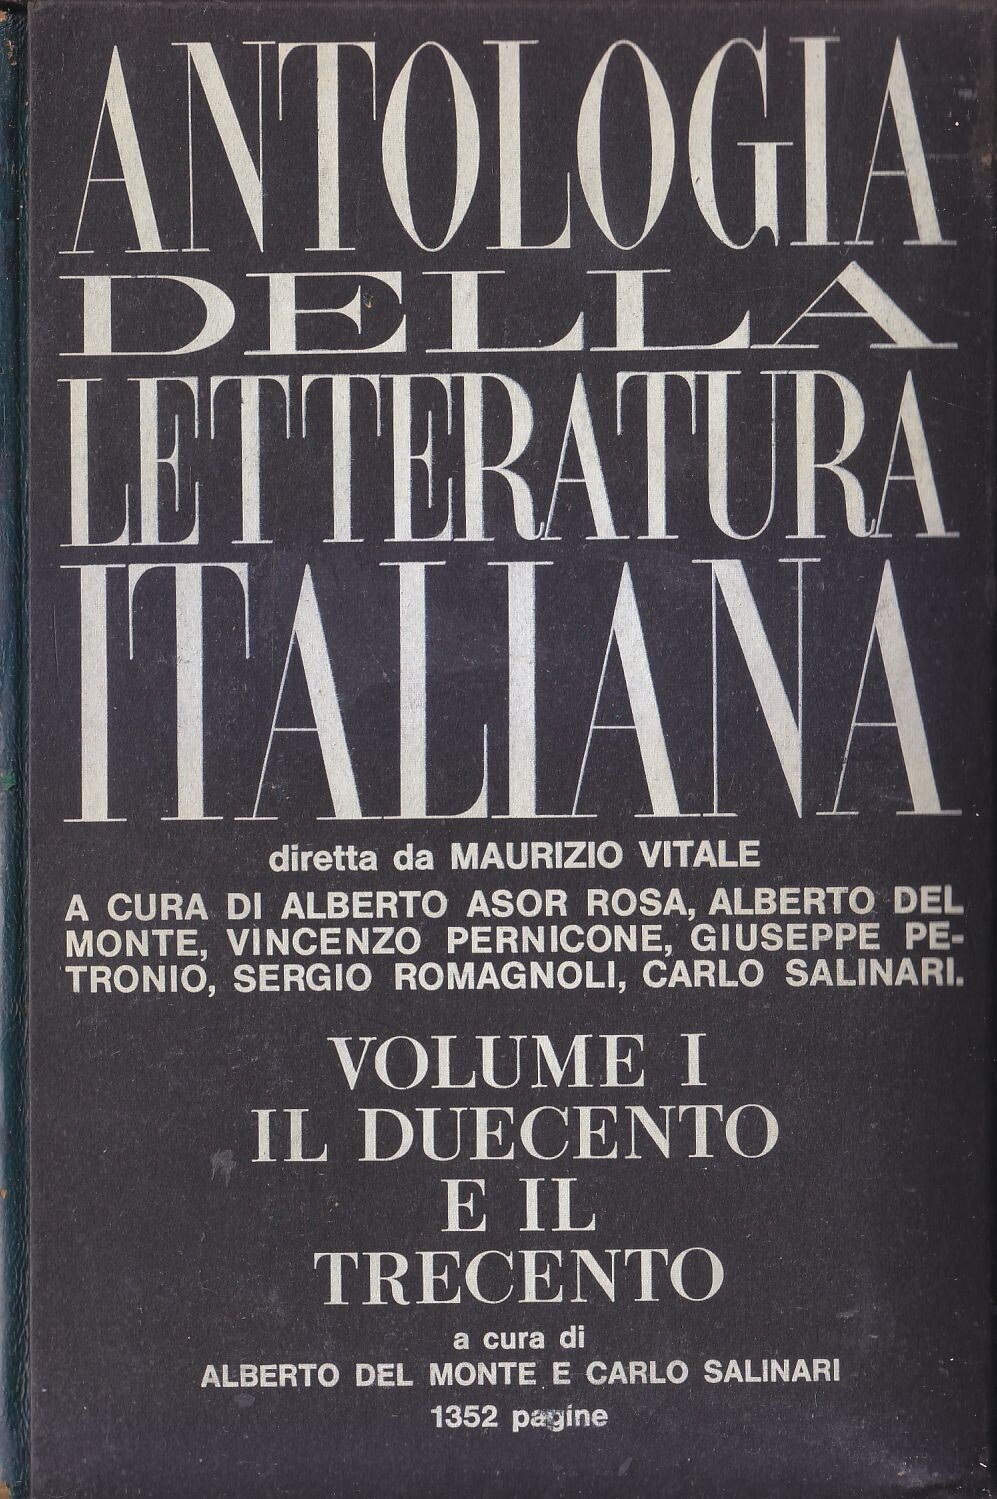 ANTOLOGIA
DELLA
LETTERATURA
ITALIANA
diretta da MAURIZIO VITALE
A CURA DI ALBERTO ASOR ROSA, ALBERTO DEL
MONTE, VINCENZO PERNICONE, GIUSEPPE PE-
TRONIO, SERGIO ROMAGNOLI, CARLO SALINARI.
VOLUME I
IL DUECENTO
E IL
TRECENTO
a cura di
ALBERTO DEL MONTE E CARLO SALINARI
1352 pagine